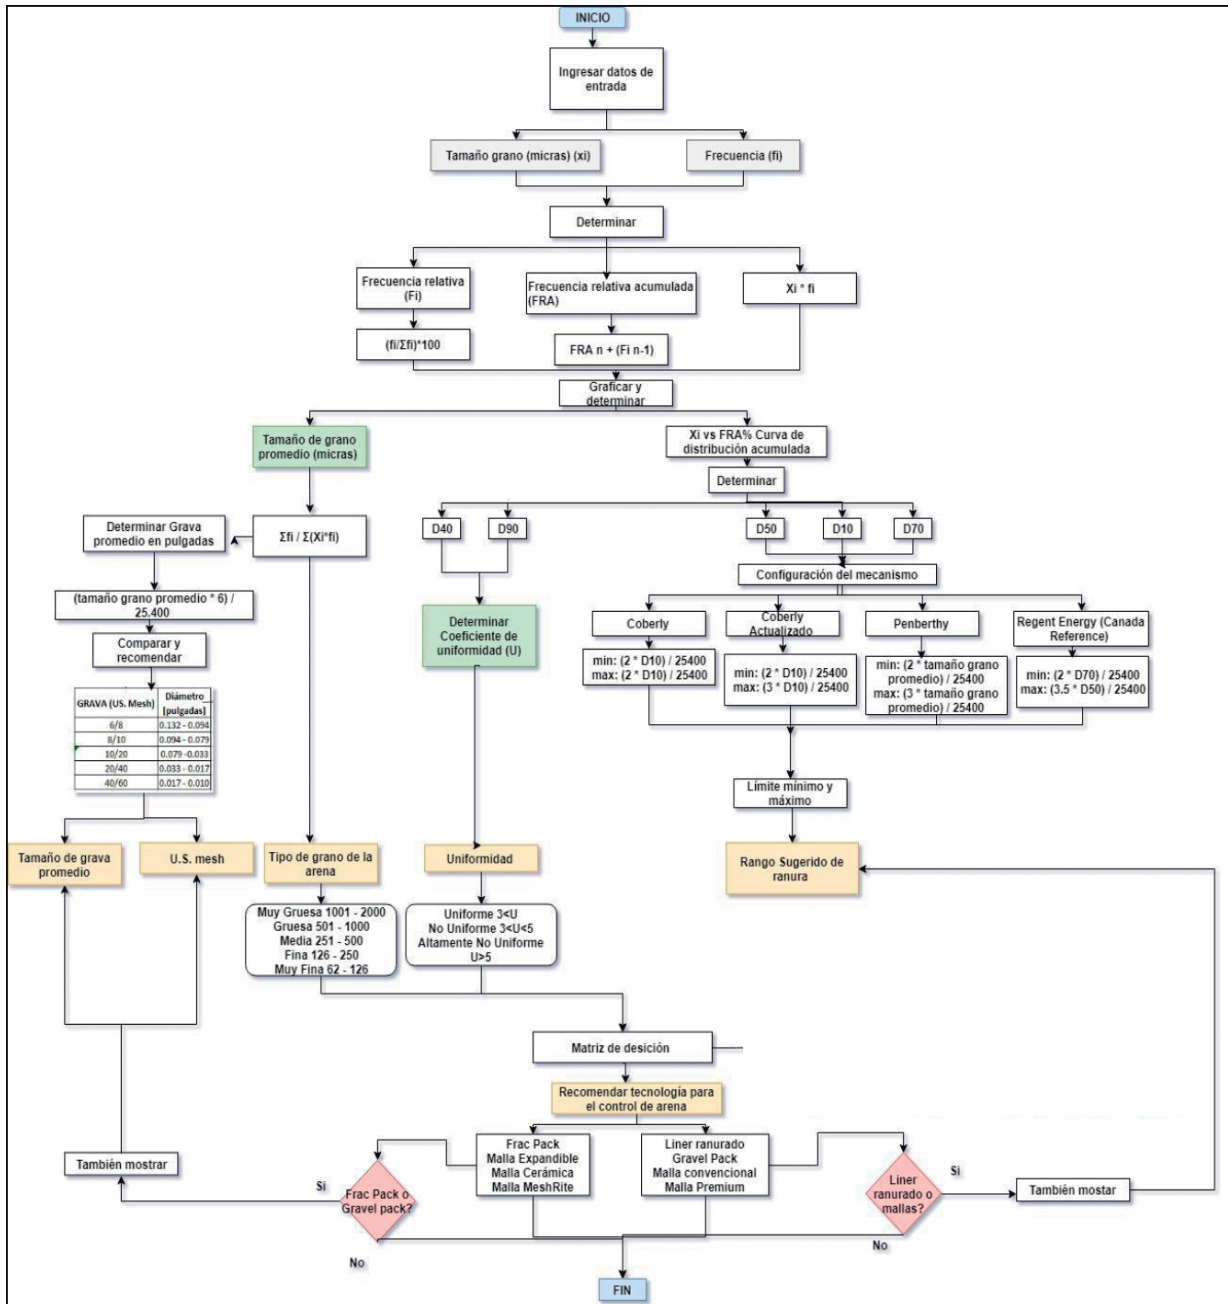 INICIO
Ingresar datos de
entrada
Tamaño grano (micras) (xi)
Frecuencia (fi)
Determinar
Frecuencia relativa
(Fi)
Frecuencia relativa acumulada
(FRA)
Xi * fi
(fi/Σfi)*100
FRA n + (Fi n-1)
Graficar y
determinar
Tamaño de grano
promedio (micras)
Xi vs FRA% Curva de
distribución acumulada
Determinar
D40
D90
D50
D10
D70
Determinar Grava
promedio en pulgadas
Σfi / Σ(Xi*fi)
Configuración del mecanismo
(tamaño grano promedio * 6) /
25.400
Determinar
Coeficiente de
uniformidad (U)
Coberly
Coberly
Actualizado
Penberthy
Regent Energy (Canada
Reference)
Comparar y
recomendar
min: (2 * D10) / 25400
max: (2 * D10) / 25400
min: (2 * D10) / 25400
max: (3 * D10) / 25400
min: (2 * tamaño grano
promedio) / 25400
max: (3 * tamaño grano
promedio) / 25400
min: (2 * D70) / 25400
max: (3.5 * D50) / 25400
GRAVA (US. Mesh)
Diámetro
[pulgadas]
6/8
0.132 - 0.094
8/10
0.094 - 0.079
10/20
0.079 -0.033
20/40
0.033 - 0.017
40/60
0.017 - 0.010
Límite mínimo y
máximo
Tamaño de grava
promedio
U.S. mesh
Tipo de grano de la
arena
Uniformidad
Rango Sugerido de
ranura
Muy Gruesa 1001 - 2000
Gruesa 501 - 1000
Media 251 - 500
Fina 126 - 250
Muy Fina 62 - 126
Uniforme 3<U
No Uniforme 3<U<5
Altamente No Uniforme
U>5
Matriz de desición
Recomendar tecnología para
el control de arena
Frac Pack
Malla Expandible
Malla Cerámica
Malla MeshRite
Liner ranurado
Gravel Pack
Malla convencional
Malla Premium
También mostrar
Si
Frac Pack o
Gravel pack?
No
Liner
ranurado o
mallas?
Si
También mostar
No
FIN